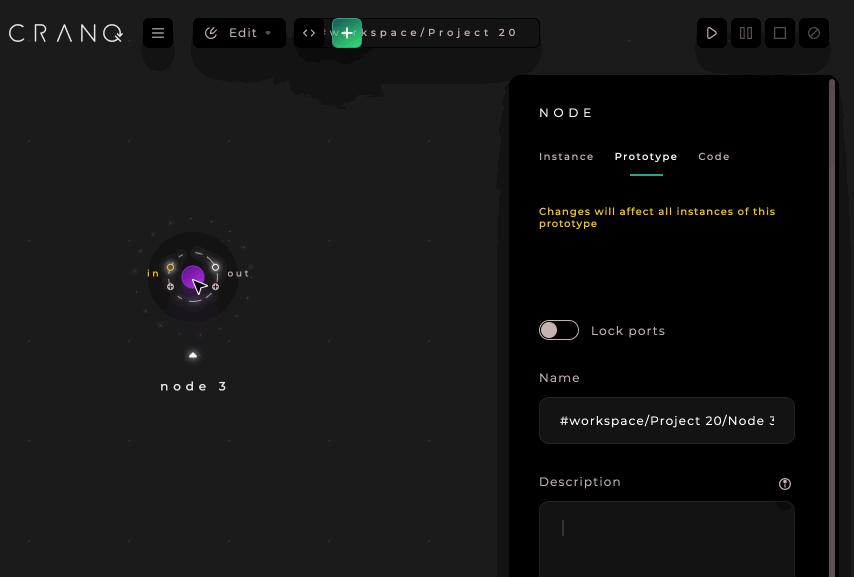 CRANQ
Edit
#workspace/Project 20
NODE
Instance Prototype Code
Changes will affect all instances of this
prototype
in
out
node 3
Lock ports
Name
#workspace/Project 20/Node 3
Description